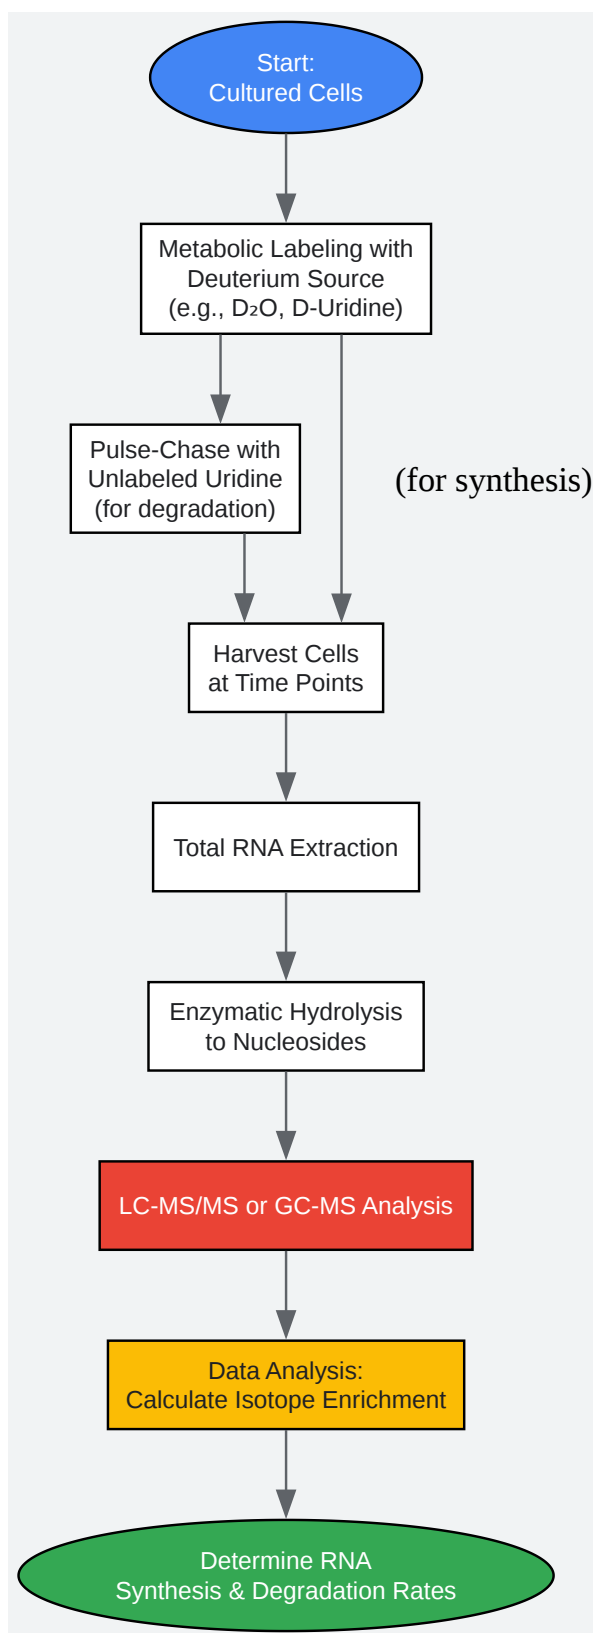 Start:
Cultured Cells
Metabolic Labeling with
Deuterium Source
(e.g., D₂O, D-Uridine)
Pulse-Chase with
Unlabeled Uridine
(for degradation)
(for synthesis)
Harvest Cells
at Time Points
Total RNA Extraction
Enzymatic Hydrolysis
to Nucleosides
LC-MS/MS or GC-MS Analysis
Data Analysis:
Calculate Isotope Enrichment
Determine RNA
Synthesis & Degradation Rates